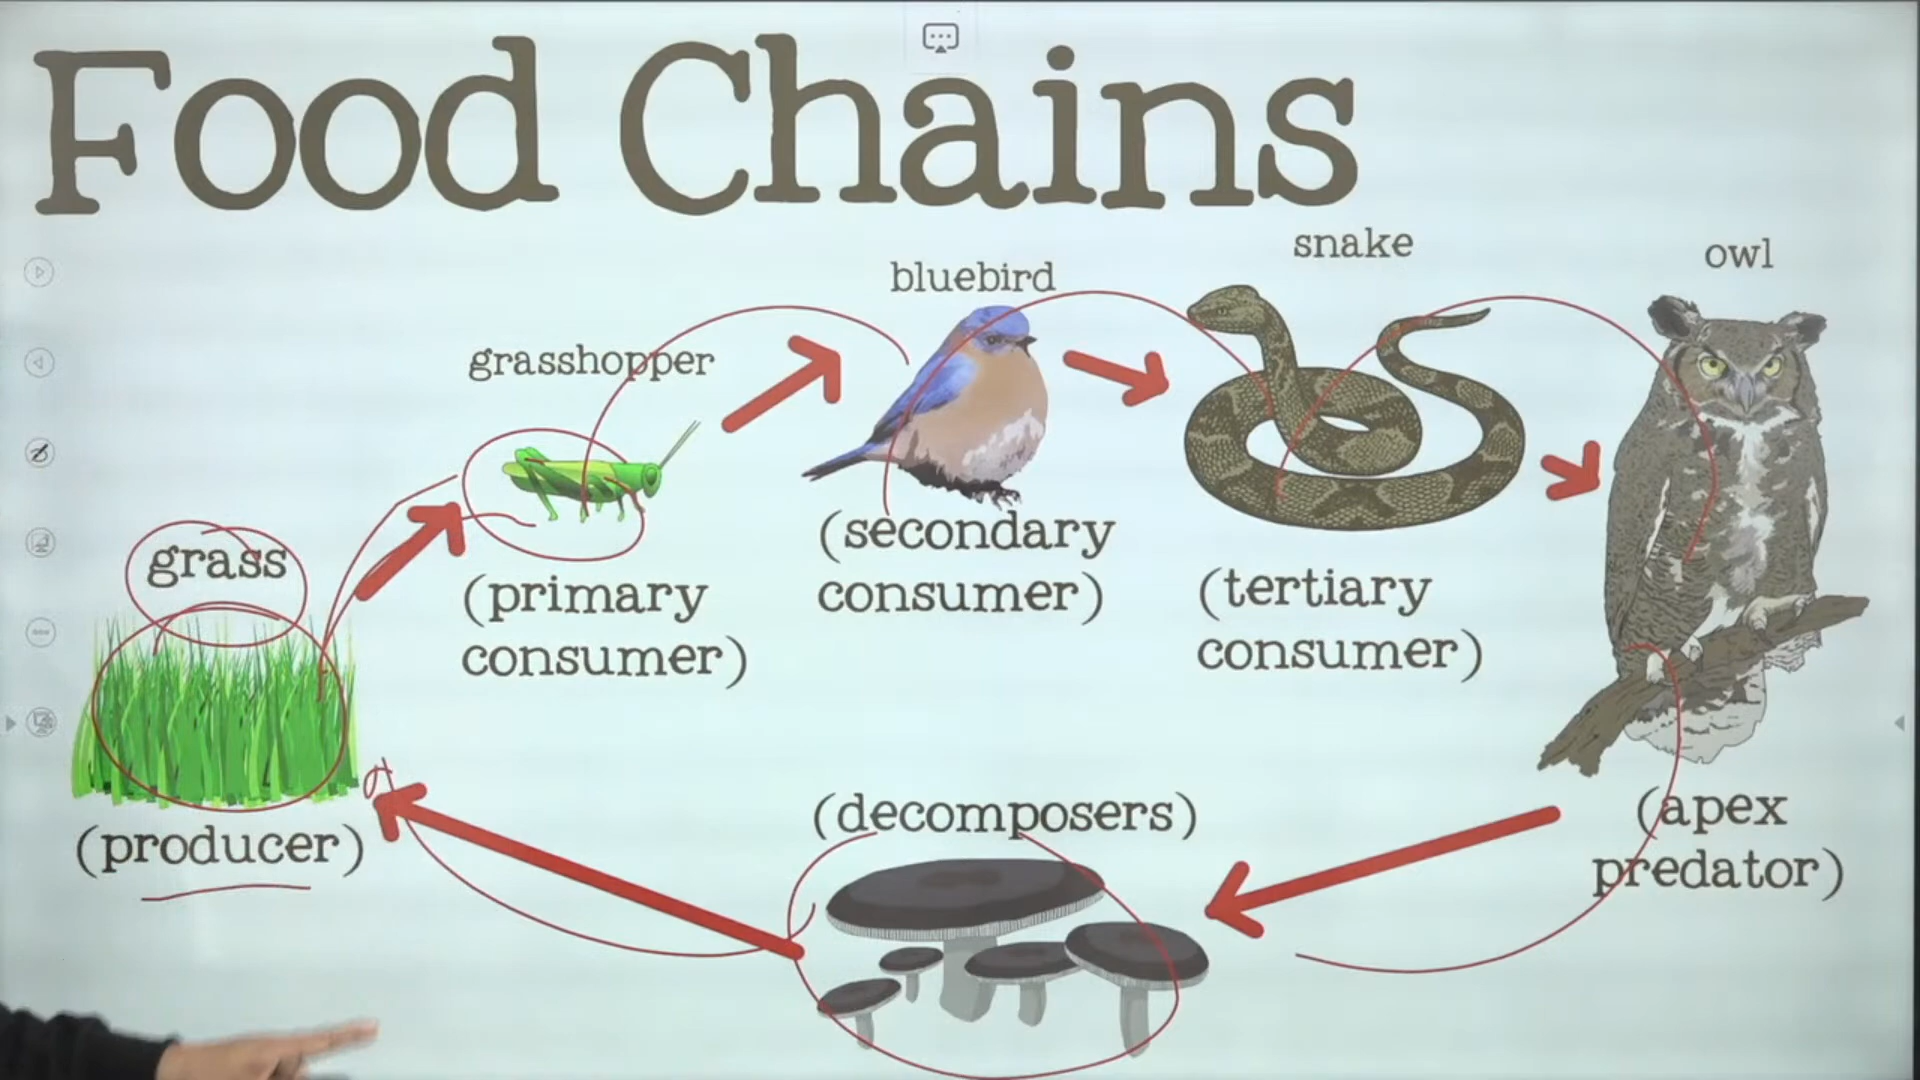 Food Chains
snake
owl
bluebird
grasshopper
grass
(secondary
consumer)
(primary
consumer)
(tertiary
consumer)
(producer)
(decomposers)
(apex
predator)